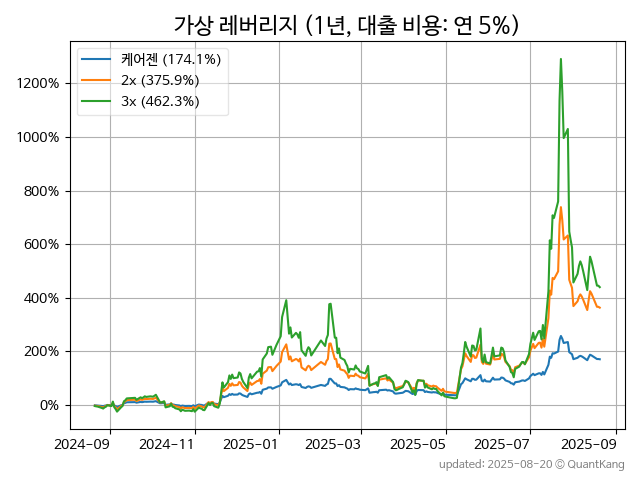 가상 레버리지 (1년, 대출 비용: 연 5%)
케어젠 (174.1%)
2x (375.9%)
3x (462.3%)
1200%
1000%
800%
600%
400%
200%
0%
2024-09 2024-11 2025-01 2025-03 2025-05 2025-07 2025-09
updated: 2025-08-20 © QuantKang